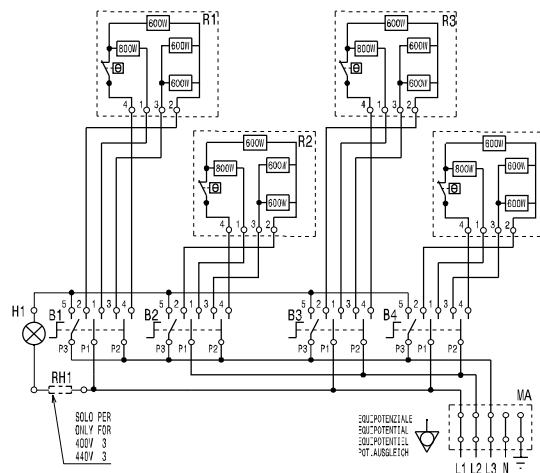 R1
600W
800W
600W
600W
4 1 3 2
R3
600W
800W
600W
600W
4 1 3 2
R2
600W
800W
600W
600W
4 1 3 2
600W
800W
600W
600W
4 1 3 2
H1
B1
5 2 1 3 4
P3 P1 P2
B2
5 2 1 3 4
P3 P1 P2
B3
5 2 1 3 4
P3 P1 P2
B4
5 2 1 3 4
P3 P1 P2
RH1
SOLO PER
ONLY FOR
400V 3
440V 3
EQUIPOTENZIALE
EQUIPOTENTIAL
EQUIPOTENTIEL
POT.AUSGLEICH
MA
L1 L2 L3 N